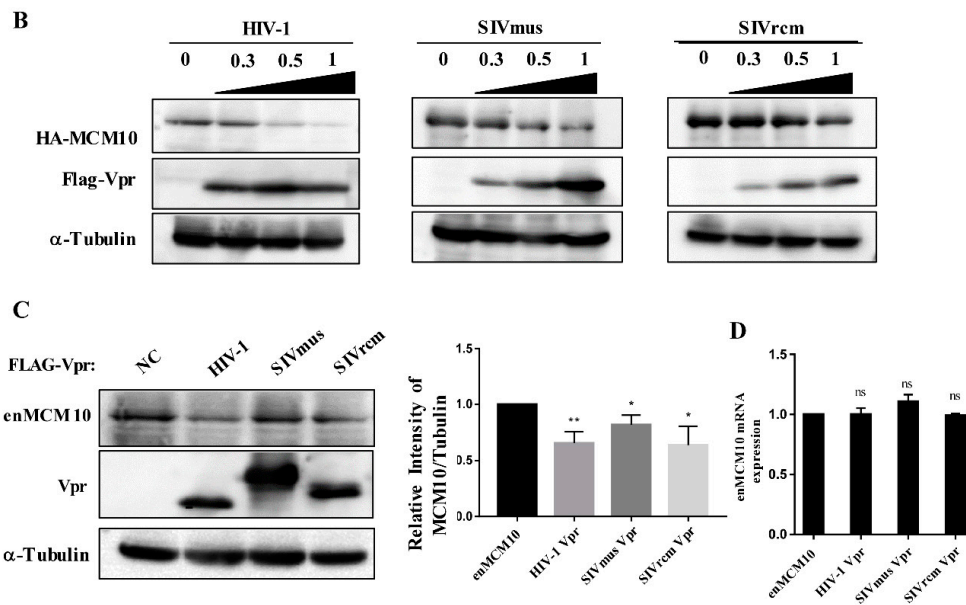 B
HIV-1
SIVmus
SIVrcm
0 0.3 0.5 1
0 0.3 0.5 1
0 0.3 0.5 1
HA-MCM10
Flag-Vpr
α-Tubulin
C
FLAG-Vpr:
NC
HIV-1
SIVmus
SIVrcm
enMCM10
Vpr
α-Tubulin
Relative Intensity of
MCM10/Tubulin
1.5
1.0
0.5
0.0
**
*
*
enMCM10
HIV-1 Vpr
SIVmus Vpr
SIVrcm Vpr
D
enMCM10 mRNA
expression
1.5
1.0
0.5
0.0
ns
ns
ns
enMCM10
HIV-1 Vpr
SIVmus Vpr
SIVrcm Vpr